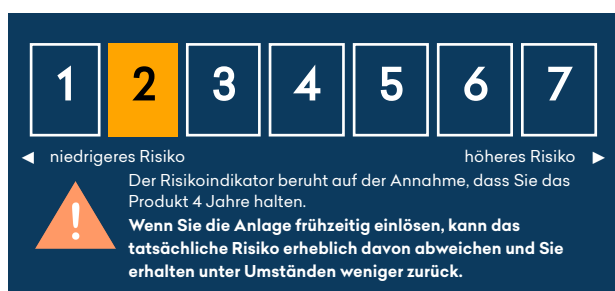 1 2 3 4 5 6 7
◄ niedrigeres Risiko höheres Risiko ►
!
Der Risikoindikator beruht auf der Annahme, dass Sie das
Produkt 4 Jahre halten.
Wenn Sie die Anlage frühzeitig einlösen, kann das
tatsächliche Risiko erheblich davon abweichen und Sie
erhalten unter Umständen weniger zurück.